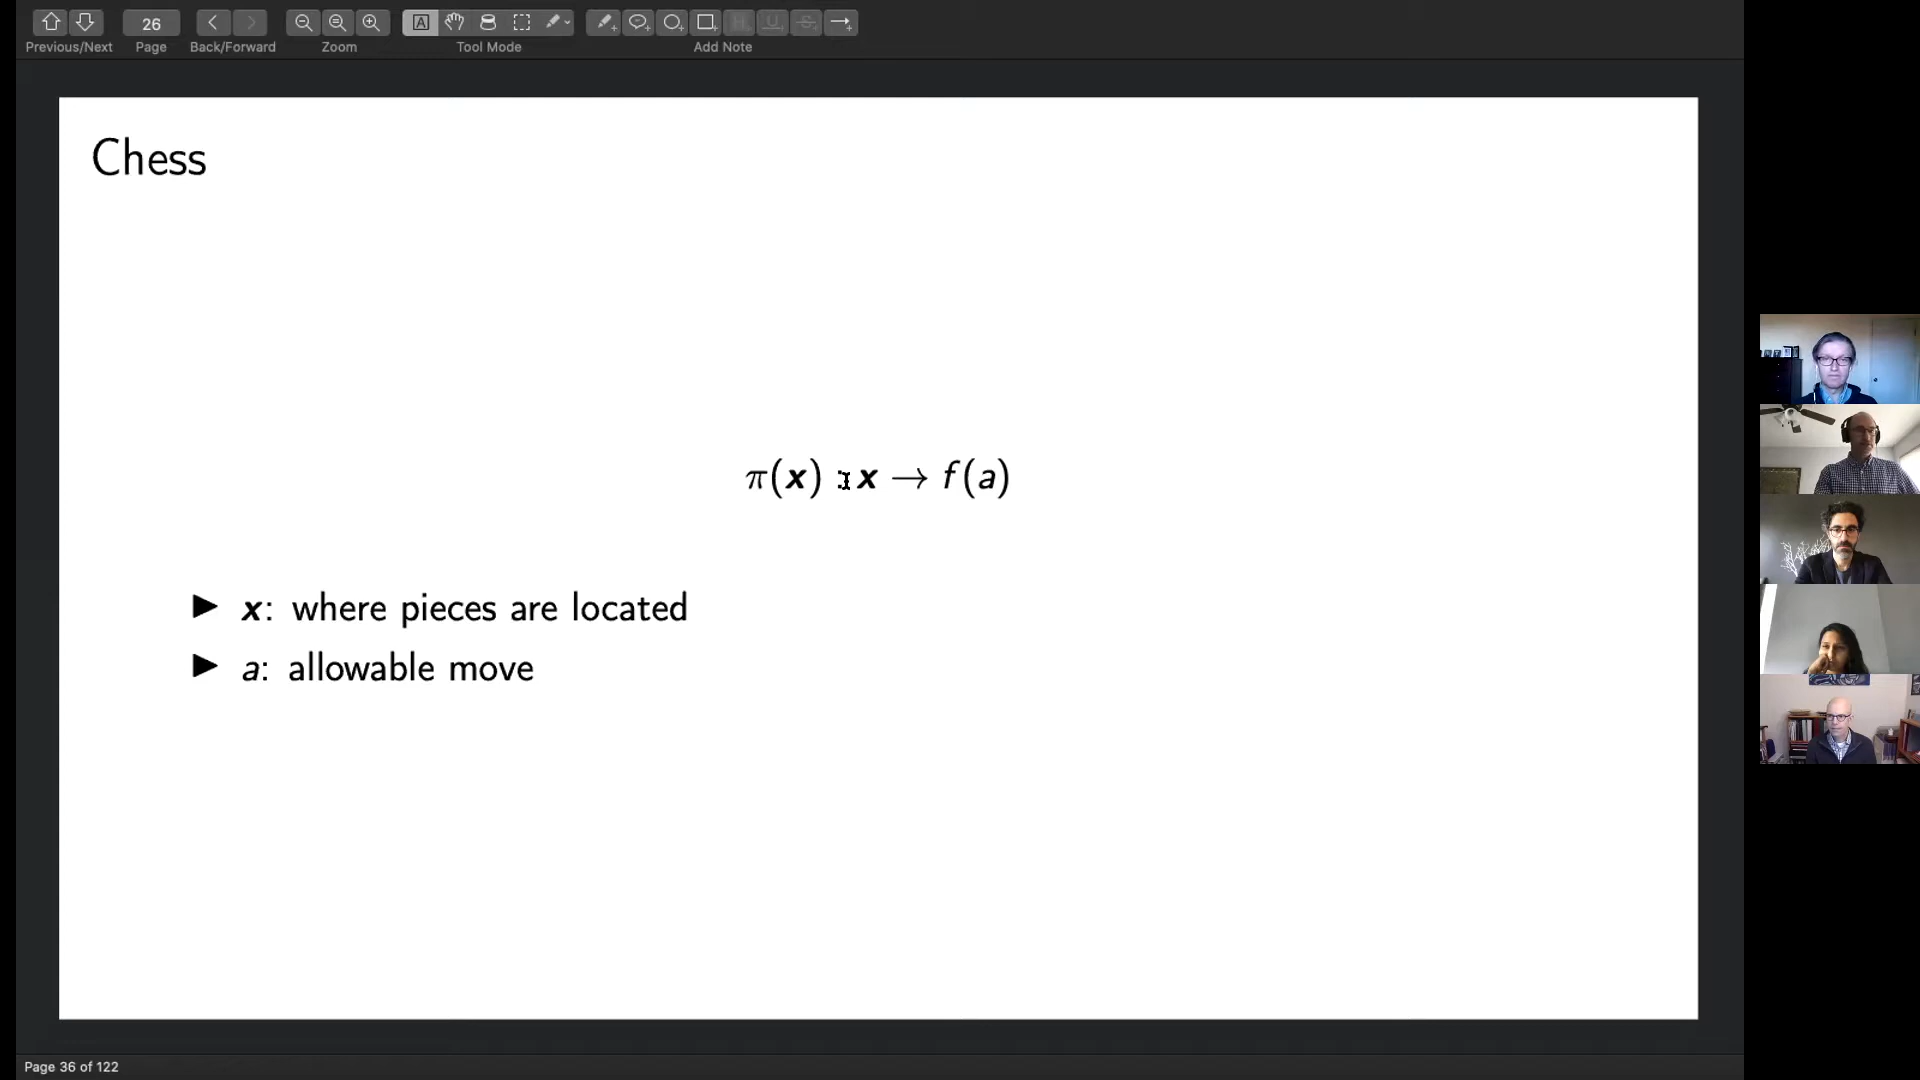 26
Previous/Next Page Back/Forward Zoom Tool Mode Add Note
Chess
π(x) : x → f(a)
▶ x: where pieces are located
▶ a: allowable move
Page 36 of 122